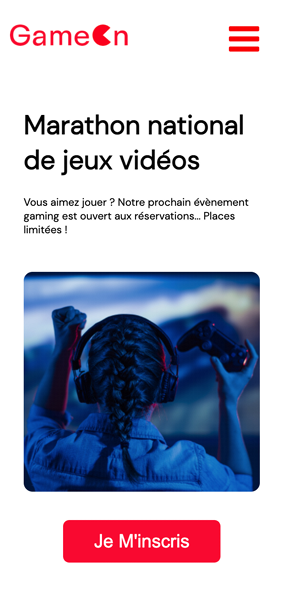 GameOn
Marathon national
de jeux vidéos
Vous aimez jouer ? Notre prochain évènement
gaming est ouvert aux réservations... Places
limitées !
Je M'inscris